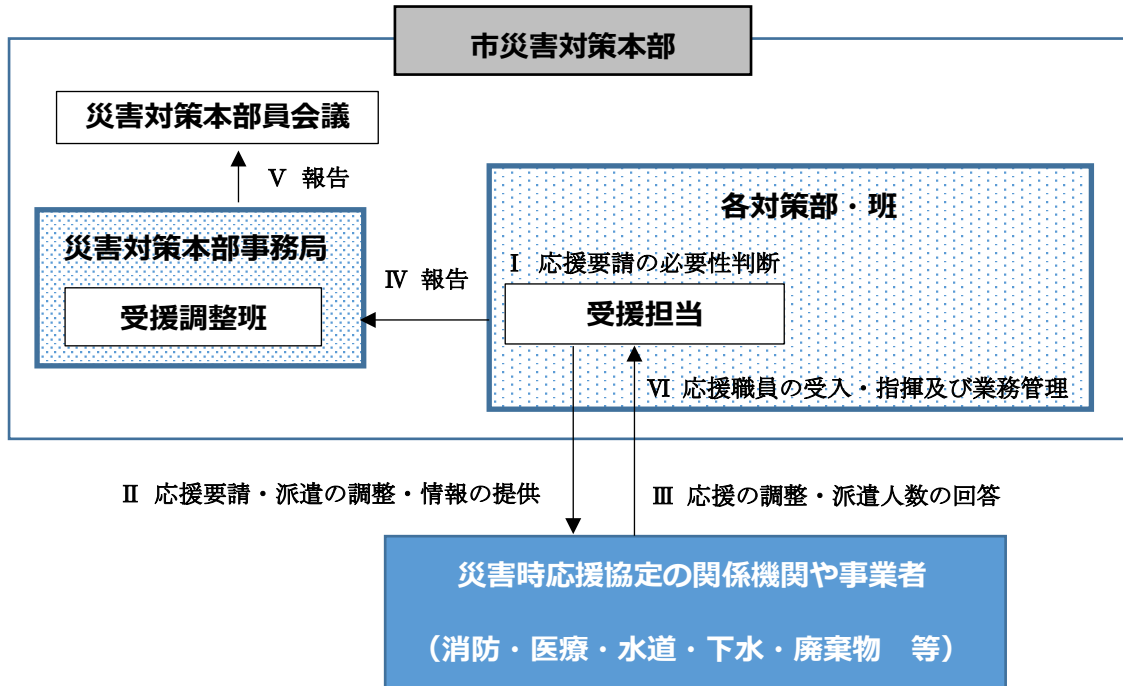 市災害対策本部
災害対策本部員会議
Ⅴ 報告
災害対策本部事務局
受援調整班
Ⅳ 報告
各対策部・班
Ⅰ 応援要請の必要性判断
受援担当
Ⅵ 応援職員の受入・指揮及び業務管理
Ⅱ 応援要請・派遣の調整・情報の提供
Ⅲ 応援の調整・派遣人数の回答
災害時応援協定の関係機関や事業者
（消防・医療・水道・下水・廃棄物　等）